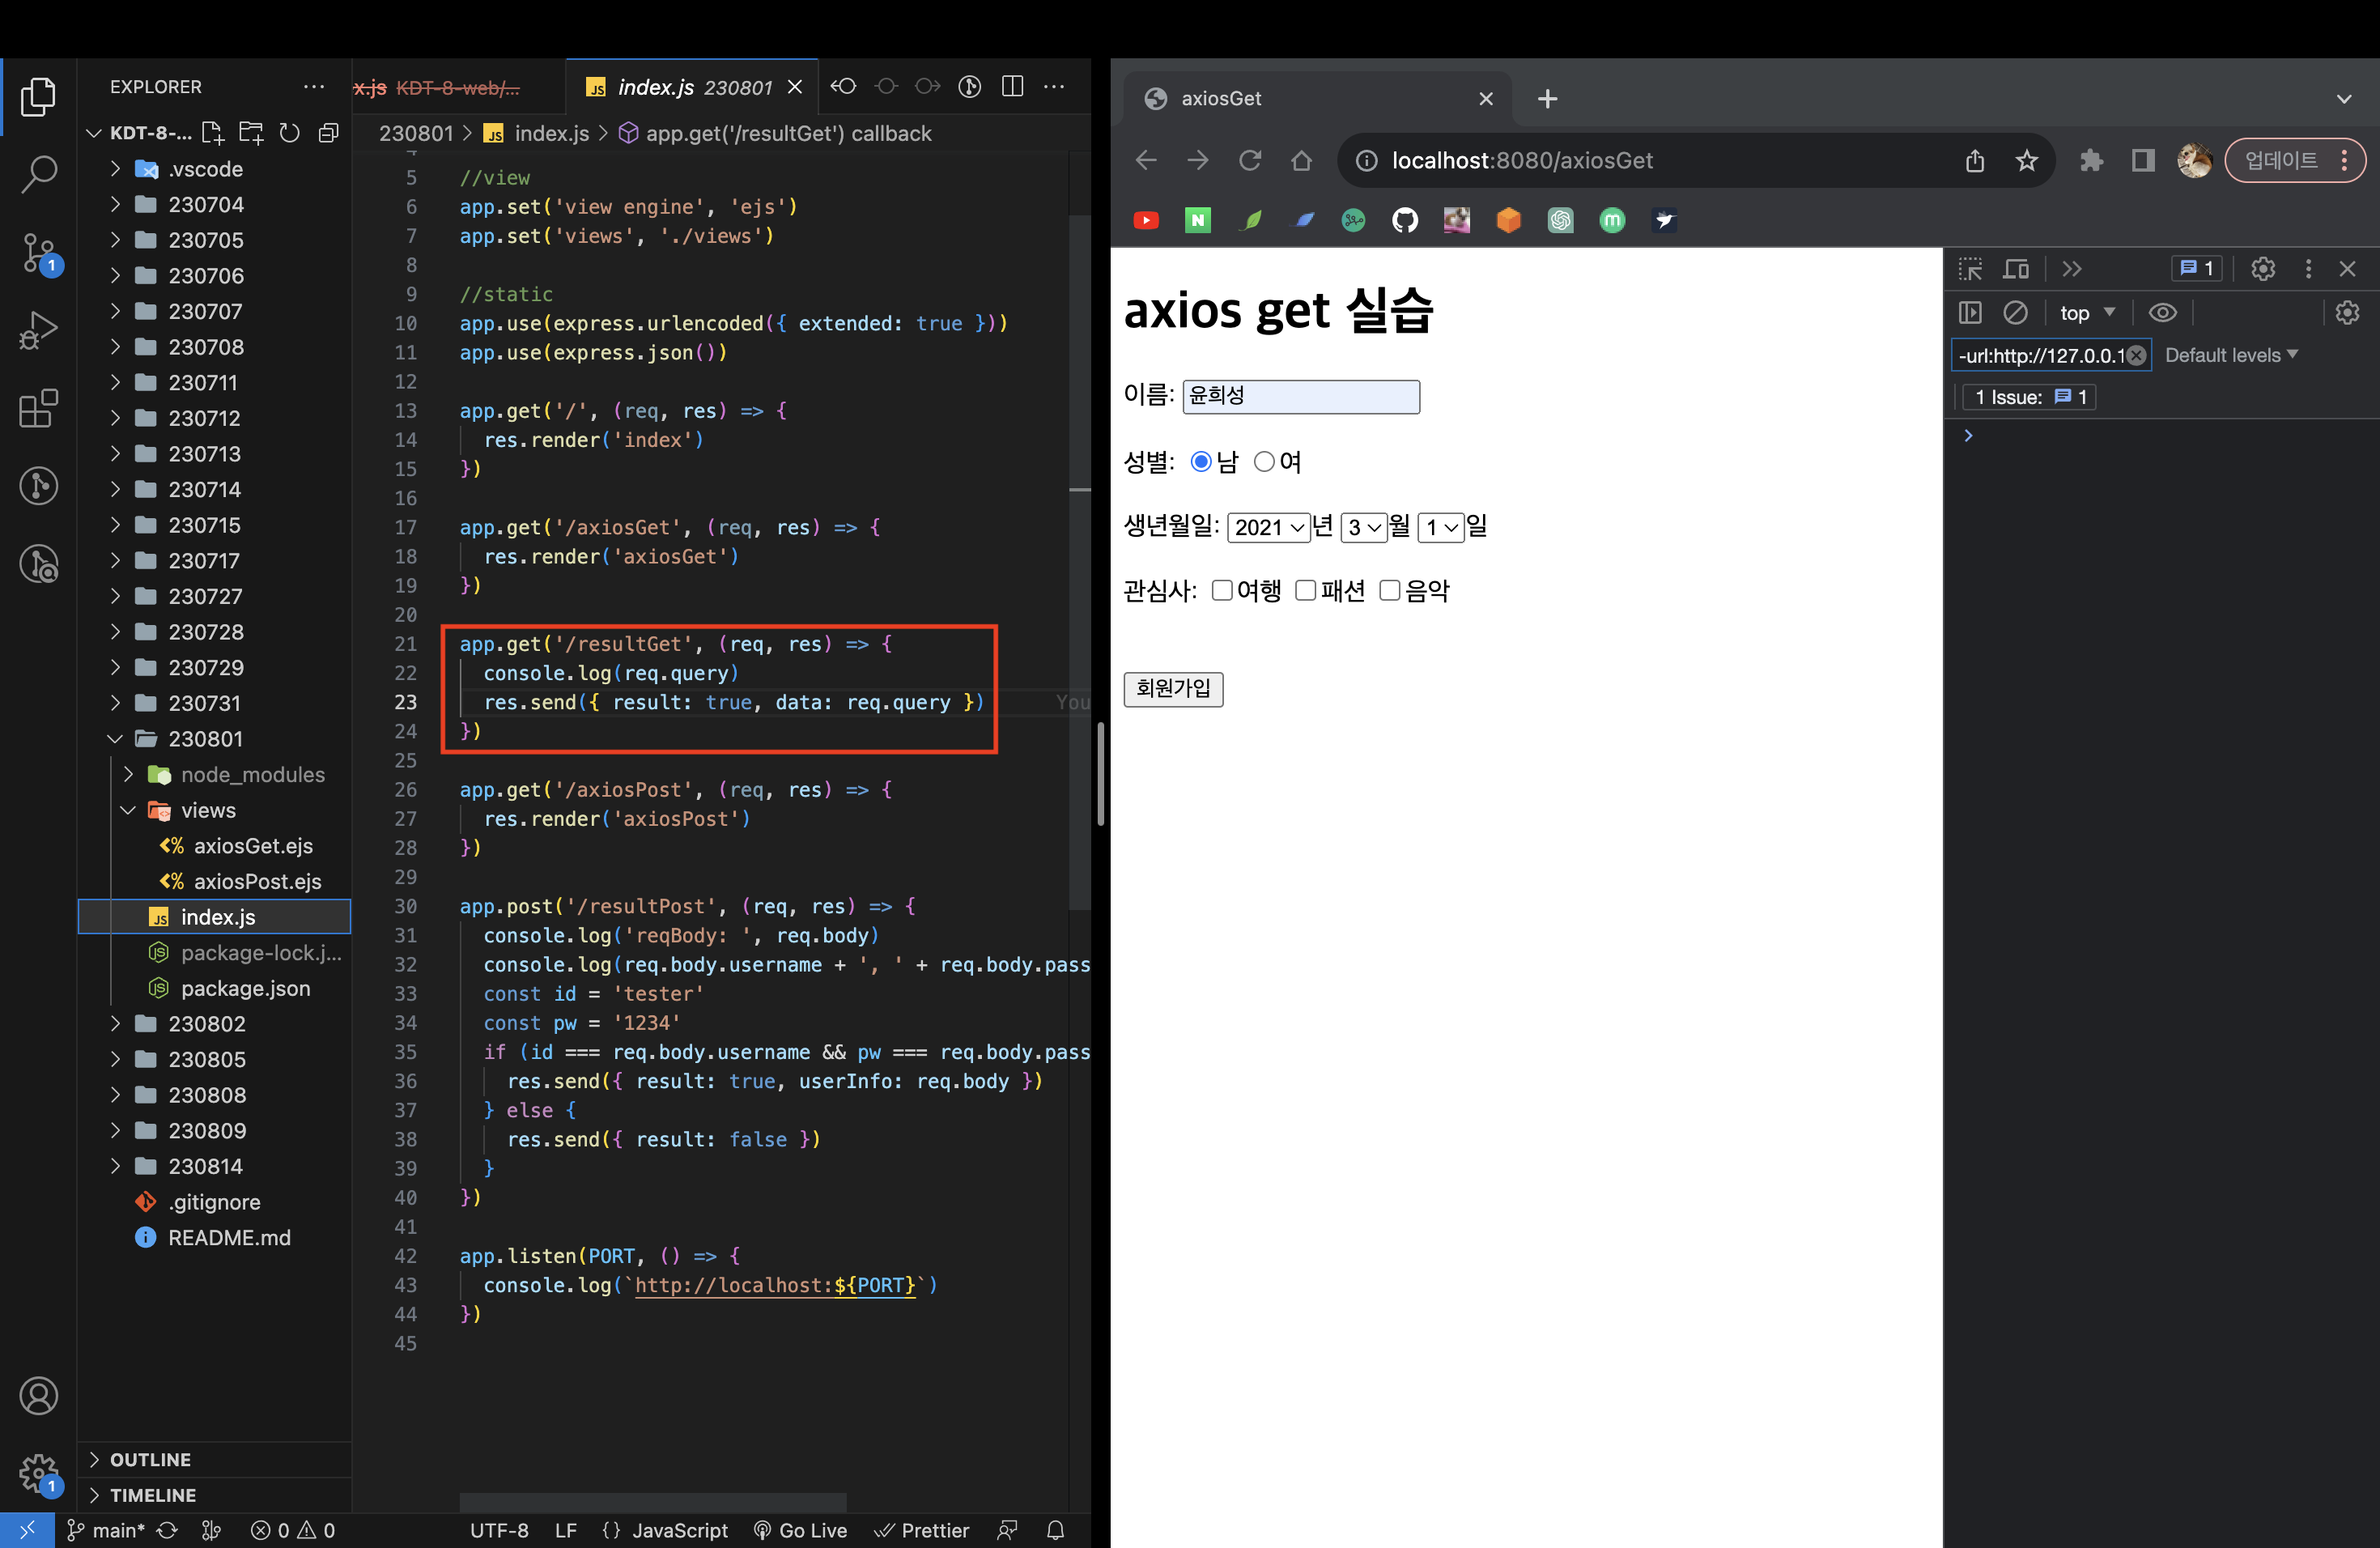 EXPLORER
KDT-8-...
.vscode
230704
230705
230706
230707
230708
230711
230712
230713
230714
230715
230717
230727
230728
230729
230731
230801
node_modules
views
axiosGet.ejs
axiosPost.ejs
index.js
package-lock.j...
package.json
230802
230805
230808
230809
230814
.gitignore
README.md
OUTLINE
TIMELINE
x.js KDT-8-web/...
index.js 230801
230801 > index.js > app.get('/resultGet') callback
5 //view
6 app.set('view engine', 'ejs')
7 app.set('views', './views')
8
9 //static
10 app.use(express.urlencoded({ extended: true }))
11 app.use(express.json())
12
13 app.get('/', (req, res) => {
14 res.render('index')
15 })
16
17 app.get('/axiosGet', (req, res) => {
18 res.render('axiosGet')
19 })
20
21 app.get('/resultGet', (req, res) => {
22 console.log(req.query)
23 res.send({ result: true, data: req.query }) You
24 })
25
26 app.get('/axiosPost', (req, res) => {
27 res.render('axiosPost')
28 })
29
30 app.post('/resultPost', (req, res) => {
31 console.log('reqBody: ', req.body)
32 console.log(req.body.username + ', ' + req.body.pass
33 const id = 'tester'
34 const pw = '1234'
35 if (id === req.body.username && pw === req.body.pass
36 res.send({ result: true, userInfo: req.body })
37 } else {
38 res.send({ result: false })
39 }
40 })
41
42 app.listen(PORT, () => {
43 console.log(`http://localhost:${PORT}`)
44 })
45
1
1
main* 0 0 UTF-8 LF {} JavaScript Go Live Prettier
axiosGet
localhost:8080/axiosGet
업데이트
axios get 실습
이름: 윤희성
성별: 남 여
생년월일: 2021 년 3 월 1 일
관심사: 여행 패션 음악
회원가입
1
top
-url:http://127.0.0.1 Default levels
1 Issue: 1